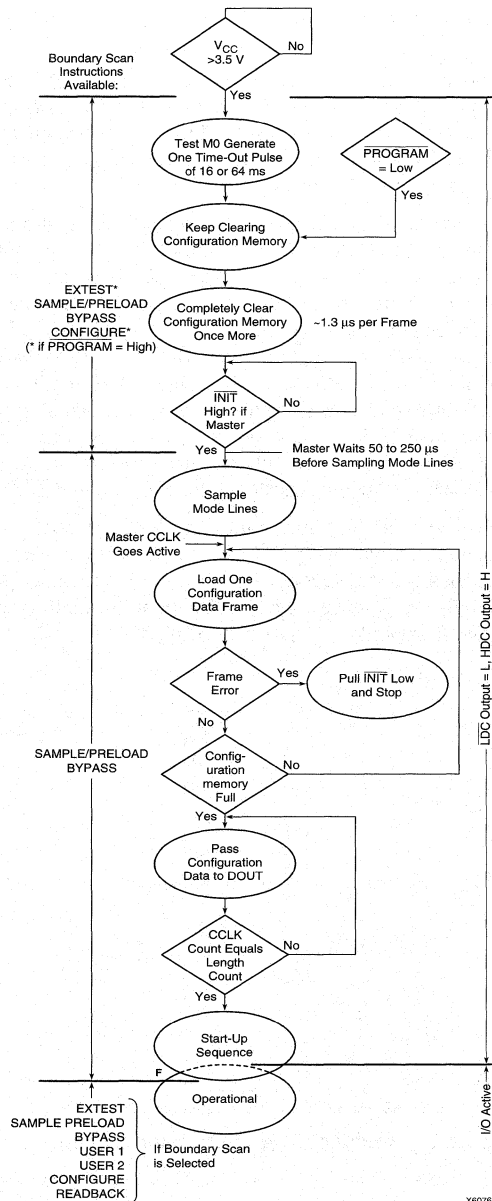 V_CC
>3.5 V
No
Boundary Scan
Instructions
Available:
Yes
Test M0 Generate
One Time-Out Pulse
of 16 or 64 ms
PROGRAM
= Low
Yes
Keep Clearing
Configuration Memory
EXTEST*
SAMPLE/PRELOAD
BYPASS
CONFIGURE*
(* if PROGRAM = High)
Completely Clear
Configuration Memory
Once More
~1.3 µs per Frame
INIT
High? if
Master
No
Yes
Master Waits 50 to 250 µs
Before Sampling Mode Lines
Sample
Mode Lines
Master CCLK
Goes Active
Load One
Configuration
Data Frame
LDC Output = L, HDC Output = H
Frame
Error
Yes
Pull INIT Low
and Stop
No
SAMPLE/PRELOAD
BYPASS
Config-
uration
memory
Full
No
Yes
Pass
Configuration
Data to DOUT
CCLK
Count Equals
Length
Count
No
Yes
Start-Up
Sequence
F
Operational
I/O Active
EXTEST
SAMPLE PRELOAD
BYPASS
USER 1
USER 2
CONFIGURE
READBACK
If Boundary Scan
is Selected
X6076